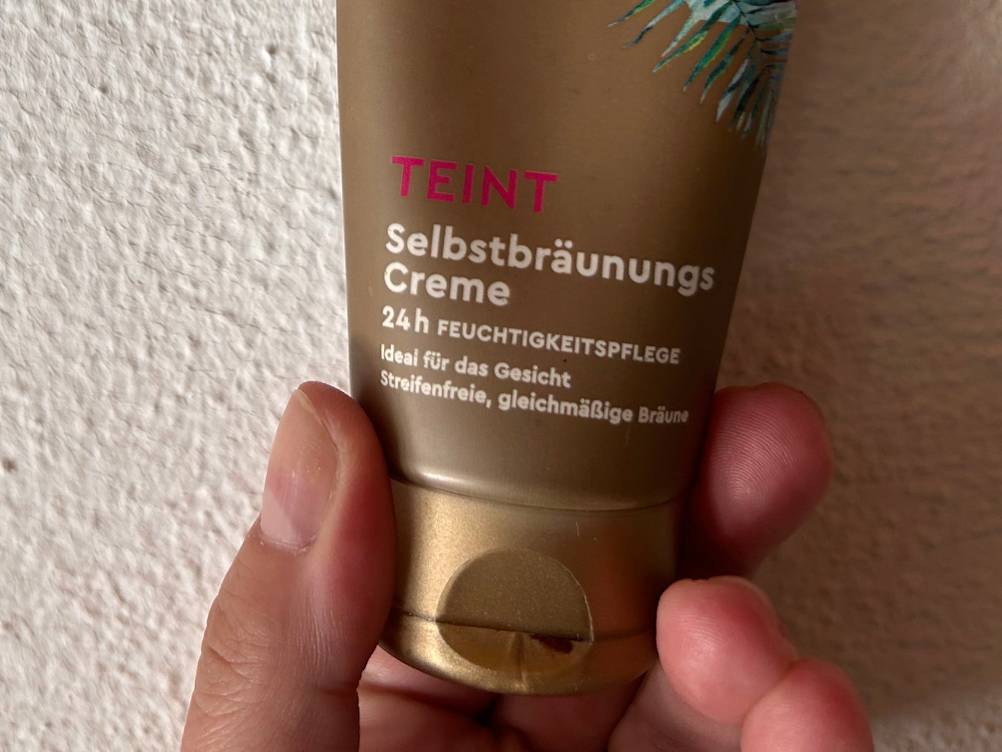 TEINT
Selbstbräunungs
Creme
24h FEUCHTIGKEITSPFLEGE
Ideal für das Gesicht
Streifenfreie, gleichmäßige Bräune